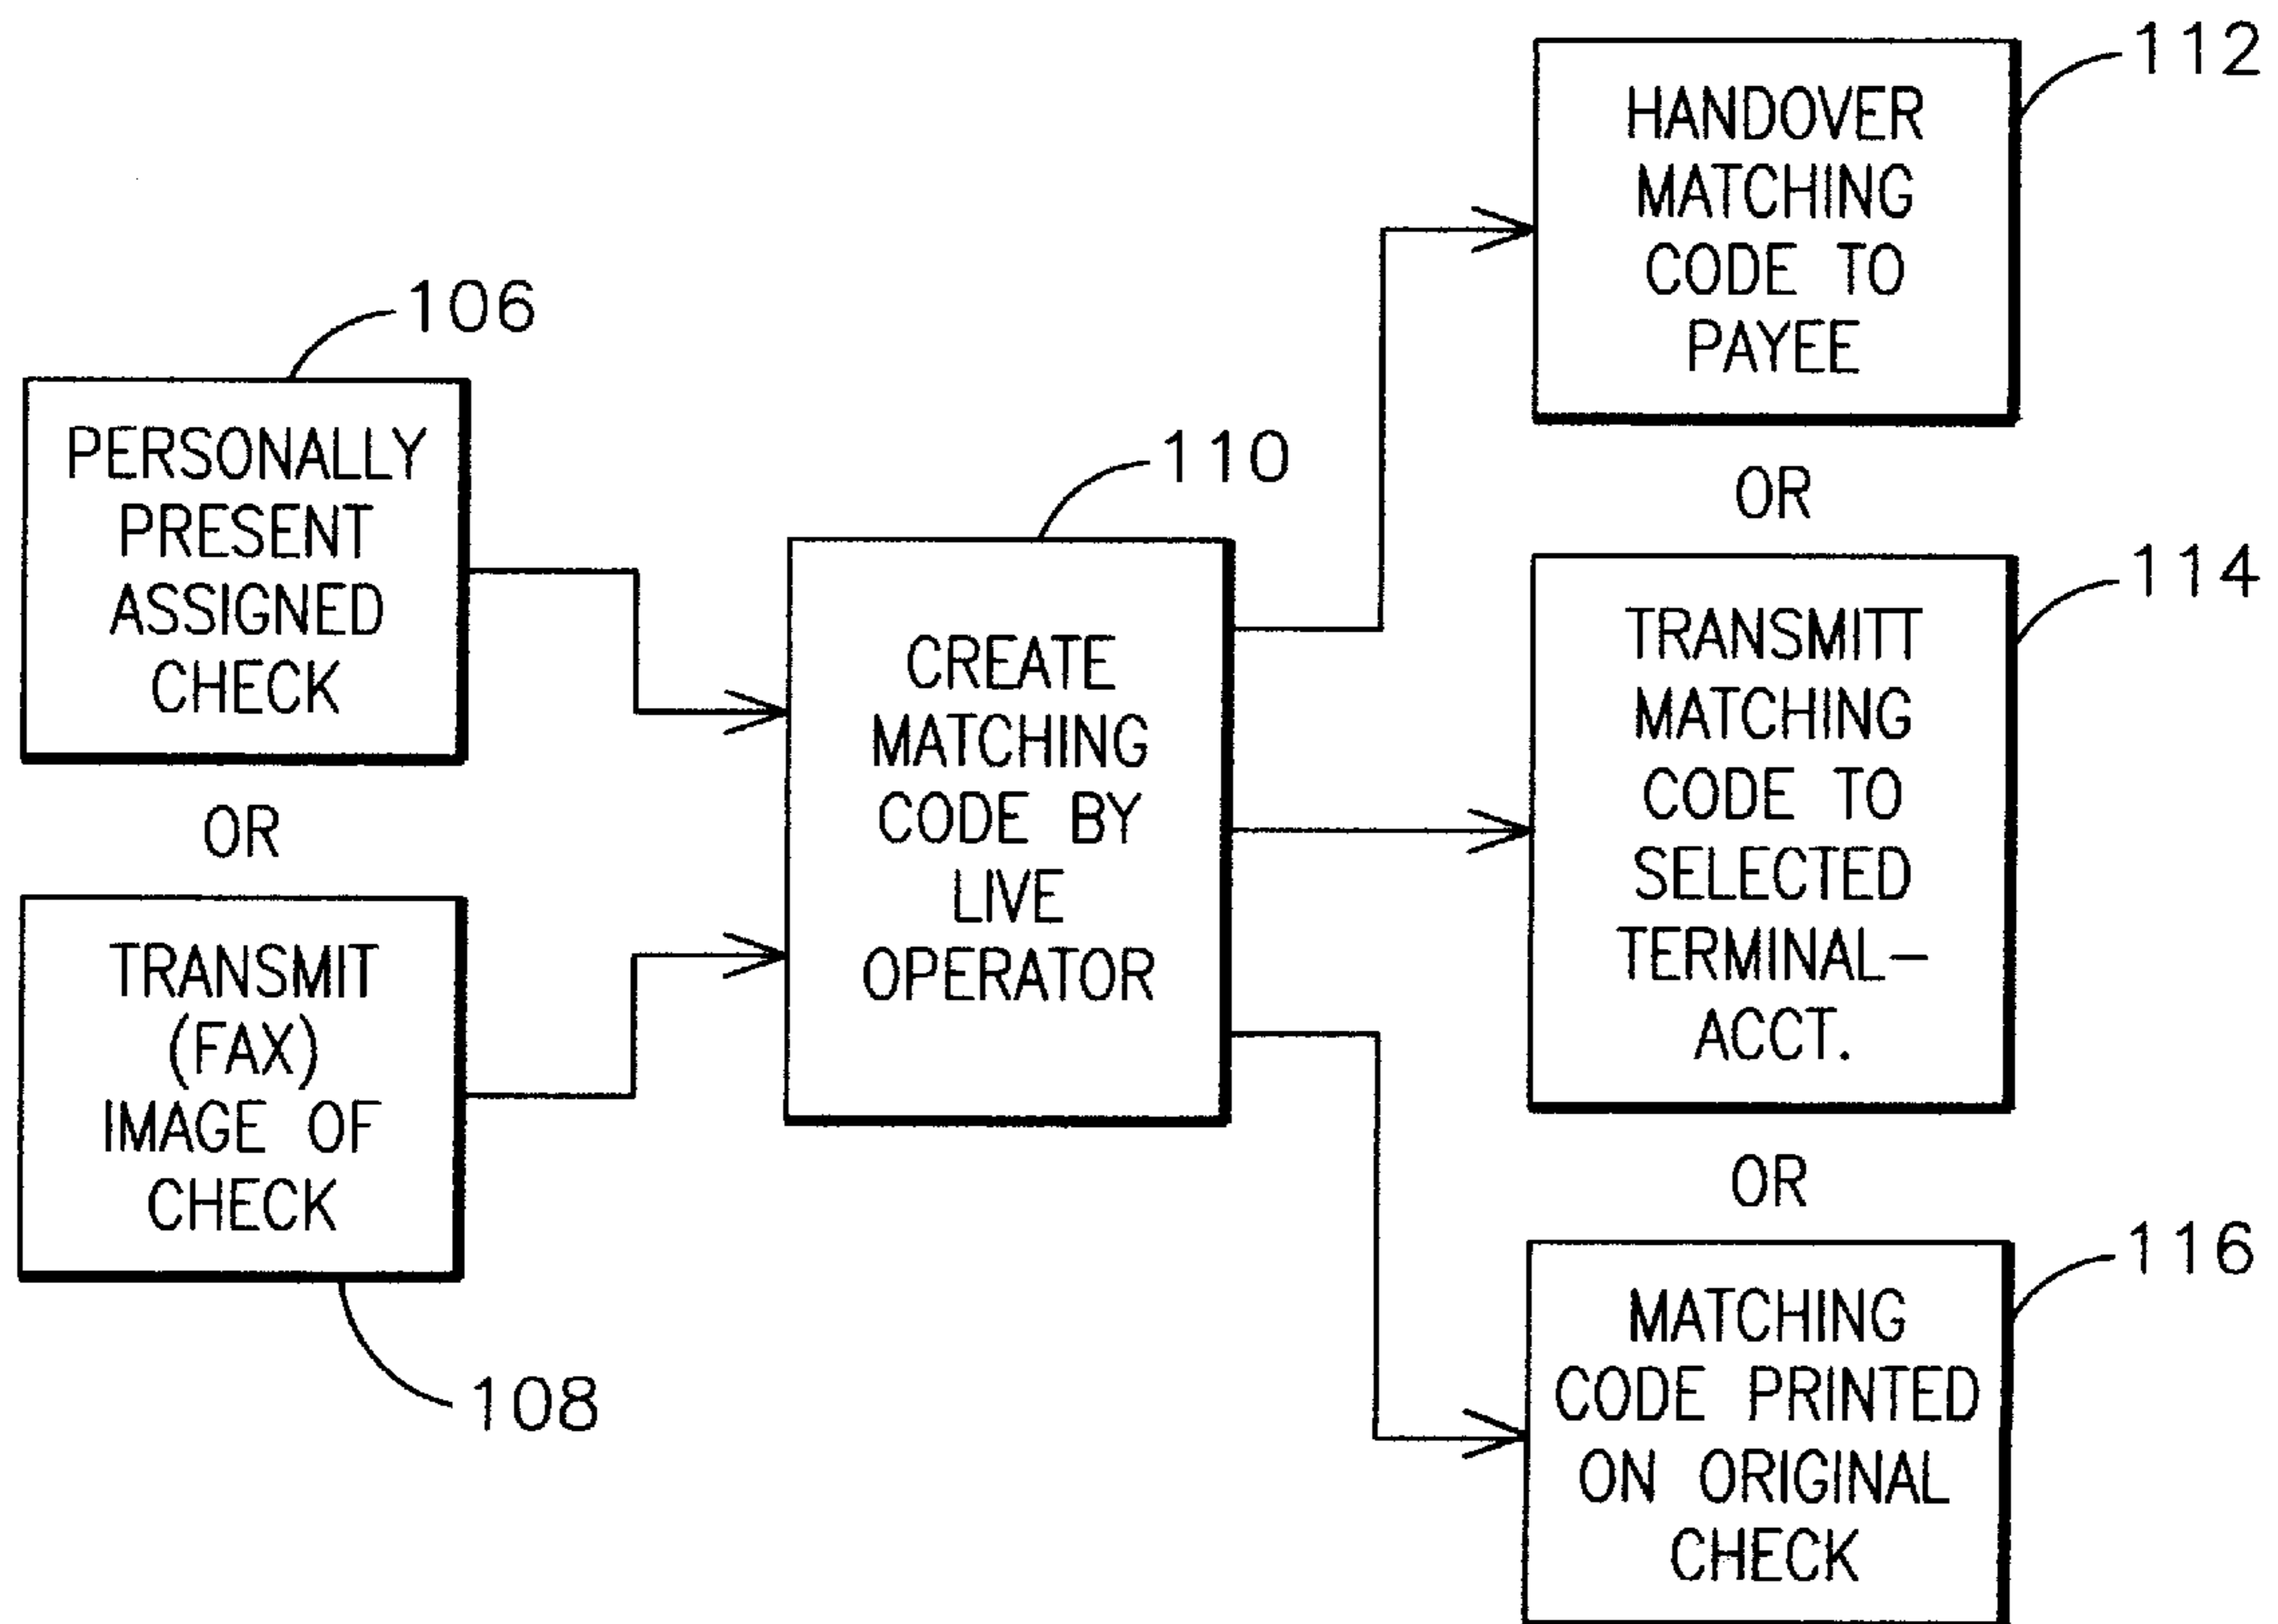 106
PERSONALLY
PRESENT
ASSIGNED
CHECK
OR
TRANSMIT
(FAX)
IMAGE OF
CHECK
108
110
CREATE
MATCHING
CODE BY
LIVE
OPERATOR
112
HANDOVER
MATCHING
CODE TO
PAYEE
OR
114
TRANSMITT
MATCHING
CODE TO
SELECTED
TERMINAL-
ACCT.
OR
116
MATCHING
CODE PRINTED
ON ORIGINAL
CHECK